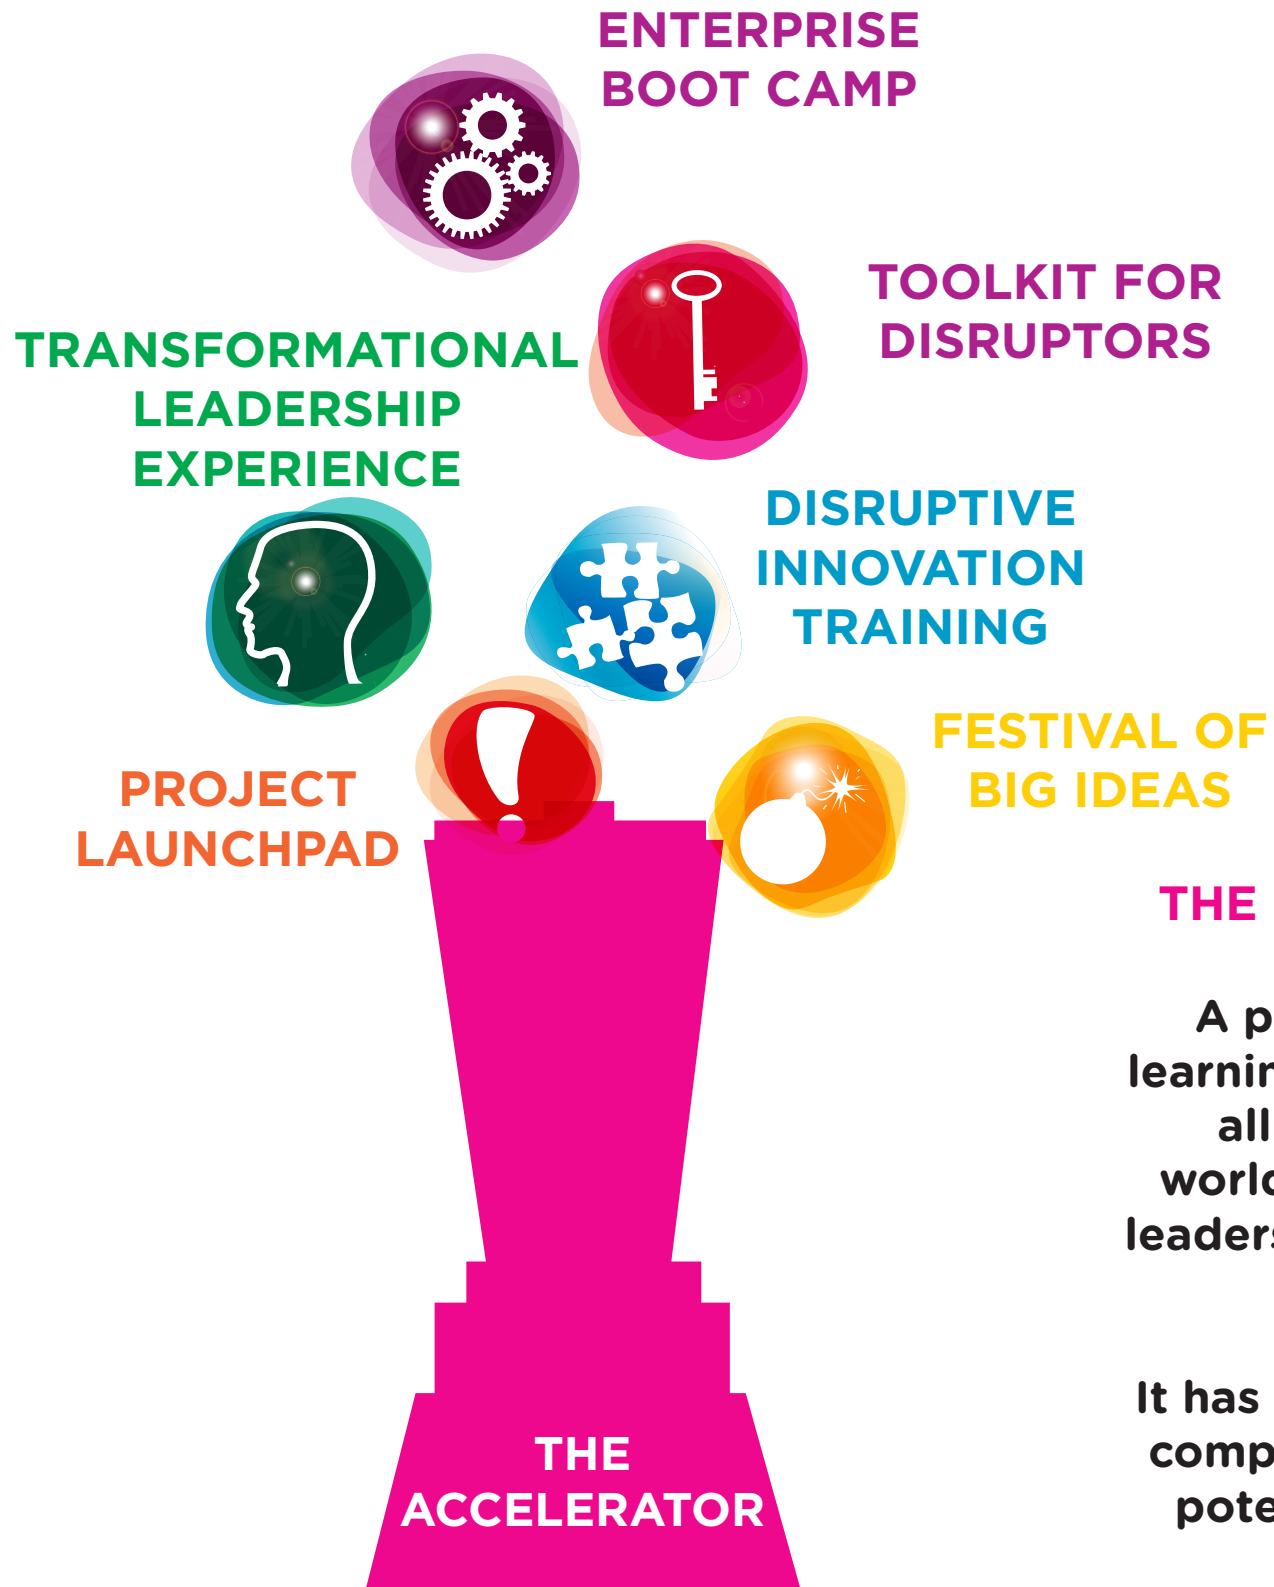 ENTERPRISE
BOOT CAMP
TOOLKIT FOR
DISRUPTORS
TRANSFORMATIONAL
LEADERSHIP
EXPERIENCE
DISRUPTIVE
INNOVATION
TRAINING
FESTIVAL OF
BIG IDEAS
PROJECT
LAUNCHPAD
THE
A
all
It has
THE
ACCELERATOR